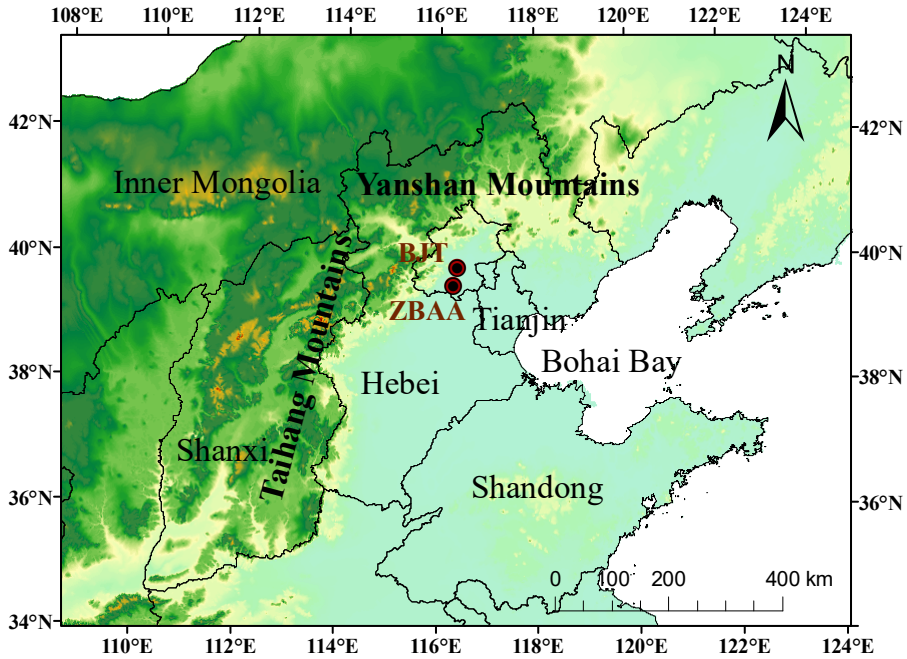 108°E 110°E 112°E 114°E 116°E 118°E 120°E 122°E 124°E
N
42°N 42°N
Inner Mongolia
Yanshan Mountains
40°N 40°N
BJT
ZBAA
Tianjin
Taihang Mountains
Bohai Bay
38°N 38°N
Hebei
Shanxi
Shandong
36°N 36°N
0 100 200 400 km
34°N 34°N
110°E 112°E 114°E 116°E 118°E 120°E 122°E 124°E